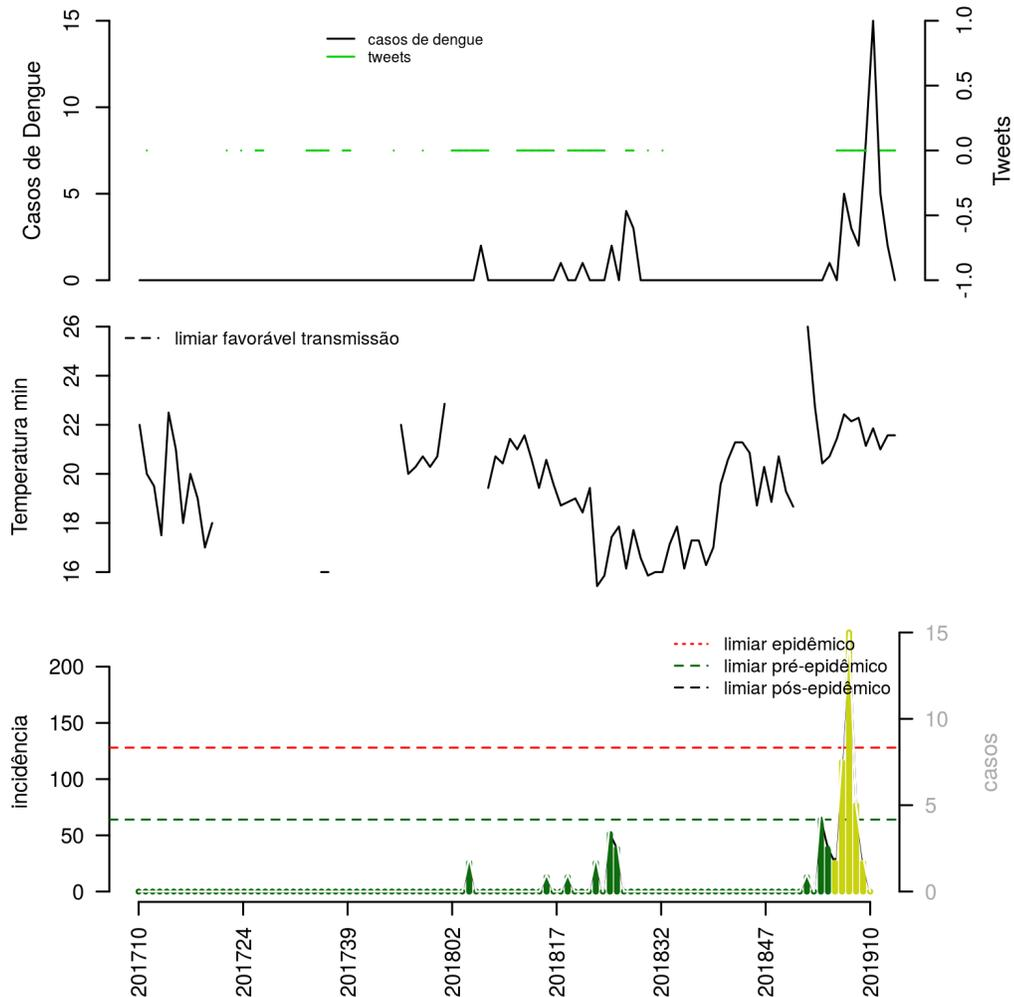 casos de dengue
tweets
Casos de Dengue
15
10
5
0
Tweets
1.0
0.5
0.0
-0.5
-1.0
limiar favorável transmissão
Temperatura min
26
24
22
20
18
16
limiar epidêmico
limiar pré-epidêmico
limiar pós-epidêmico
incidência
200
150
100
50
0
casos
15
10
5
0
201710
201724
201739
201802
201817
201832
201847
201910